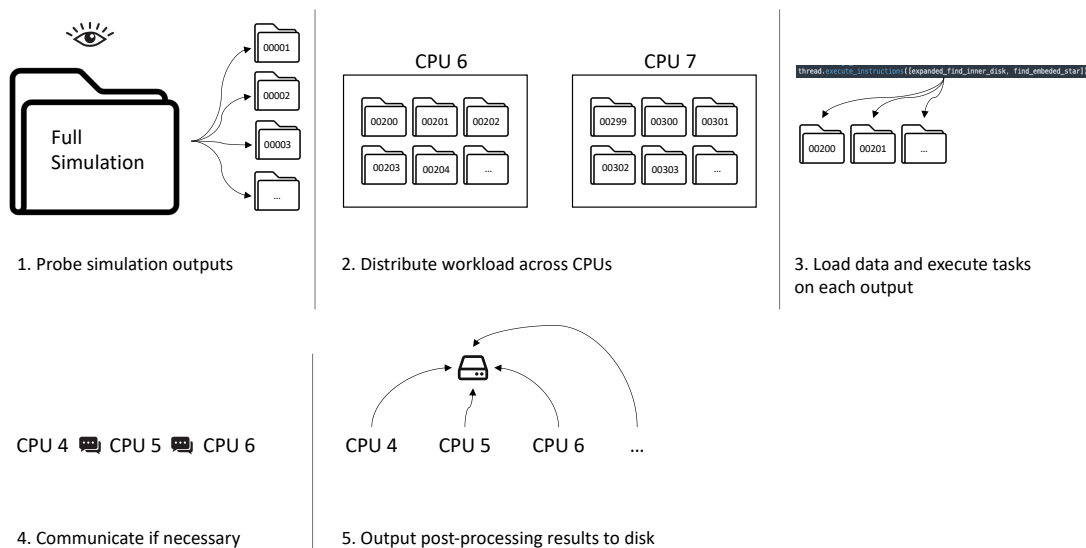 Full
Simulation
00001
00002
00003
...
1. Probe simulation outputs
CPU 6
00200 00201 00202
00203 00204 ...
CPU 7
00299 00300 00301
00302 00303 ...
2. Distribute workload across CPUs
thread.execute_instructions([expanded_find_inner_disk, find_embeded_star],
00200 00201 ...
3. Load data and execute tasks
on each output
CPU 4 CPU 5 CPU 6
4. Communicate if necessary
CPU 4 CPU 5 CPU 6 ...
5. Output post-processing results to disk